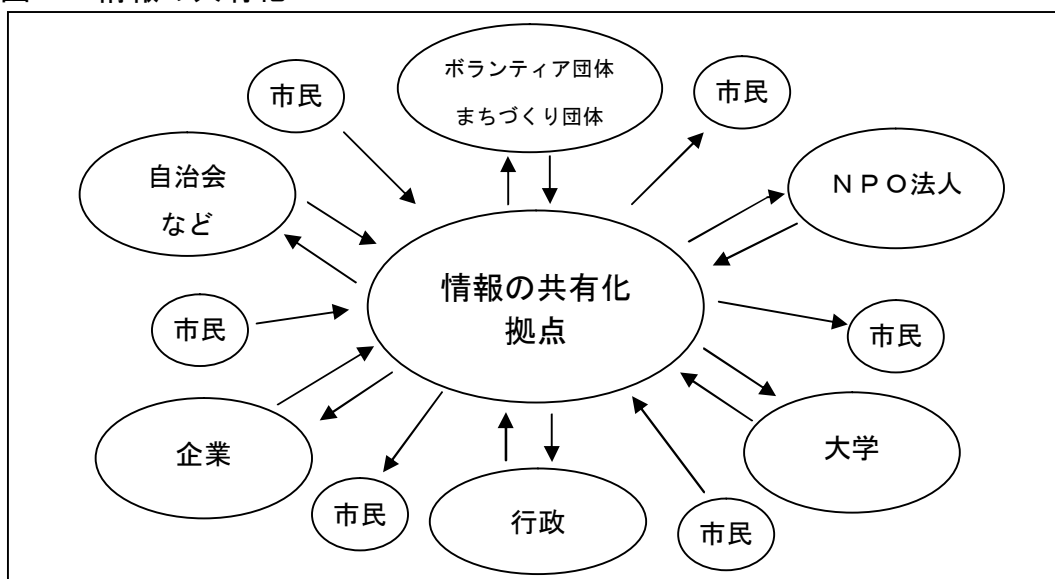 市民
ボランティア団体
まちづくり団体
市民
自治会
など
ＮＰＯ法人
情報の共有化
拠点
市民
市民
企業
大学
市民
行政
市民